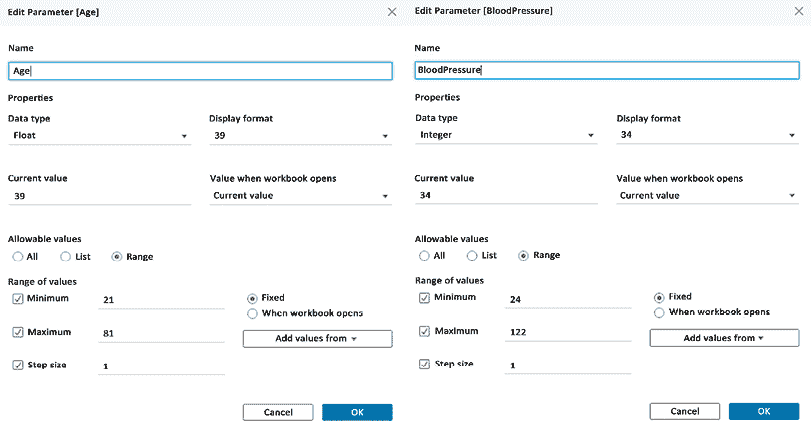 Edit Parameter [Age]
Name
Age
Properties
Data type
Display format
Float
39
Current value
Value when workbook opens
39
Current value
Allowable values
All
List
Range
Range of values
Minimum
21
Fixed
When workbook opens
Maximum
81
Add values from
Step size
1
Cancel
OK
Edit Parameter [BloodPressure]
Name
BloodPressure
Properties
Data type
Display format
Integer
34
Current value
Value when workbook opens
34
Current value
Allowable values
All
List
Range
Range of values
Minimum
24
Fixed
When workbook opens
Maximum
122
Add values from
Step size
1
Cancel
OK